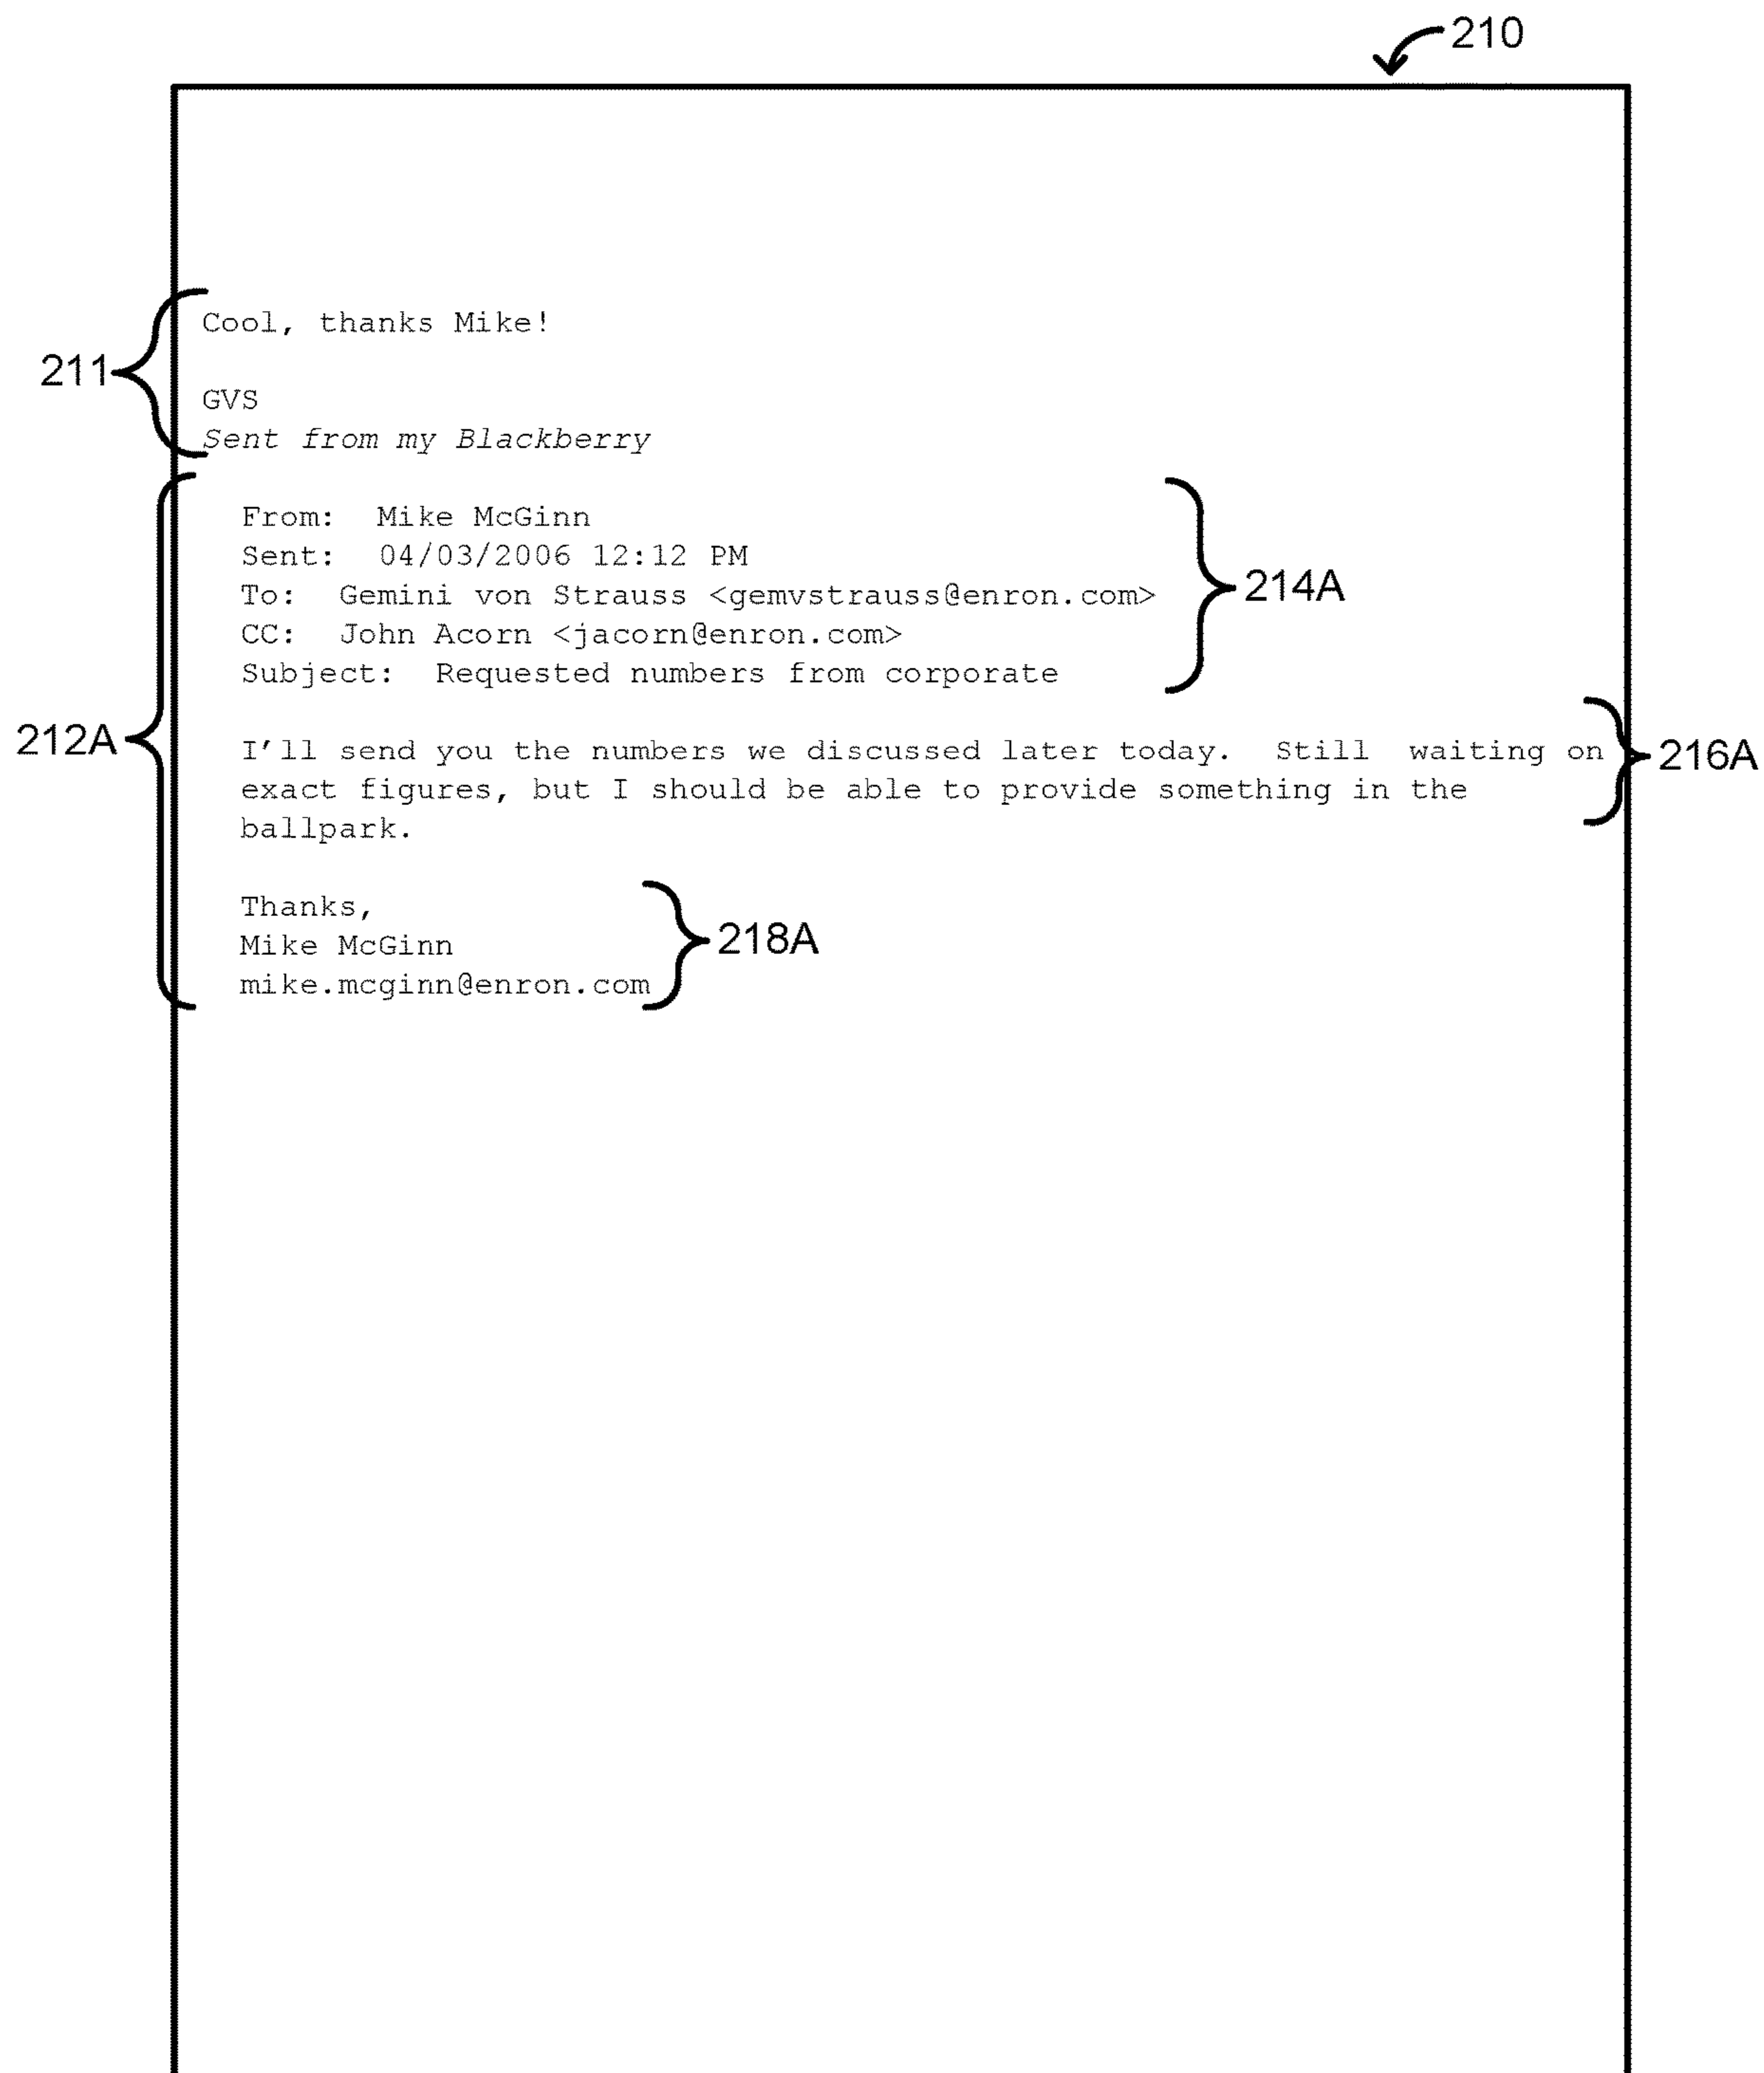 210
Cool, thanks Mike!
211
GVS
Sent from my Blackberry
From:  Mike McGinn
Sent:  04/03/2006 12:12 PM
To:  Gemini von Strauss <gemvstrauss@enron.com>
214A
CC:  John Acorn <jacorn@enron.com>
Subject:  Requested numbers from corporate
212A
I'll send you the numbers we discussed later today.  Still  waiting on
216A
exact figures, but I should be able to provide something in the
ballpark.
Thanks,
Mike McGinn
218A
mike.mcginn@enron.com